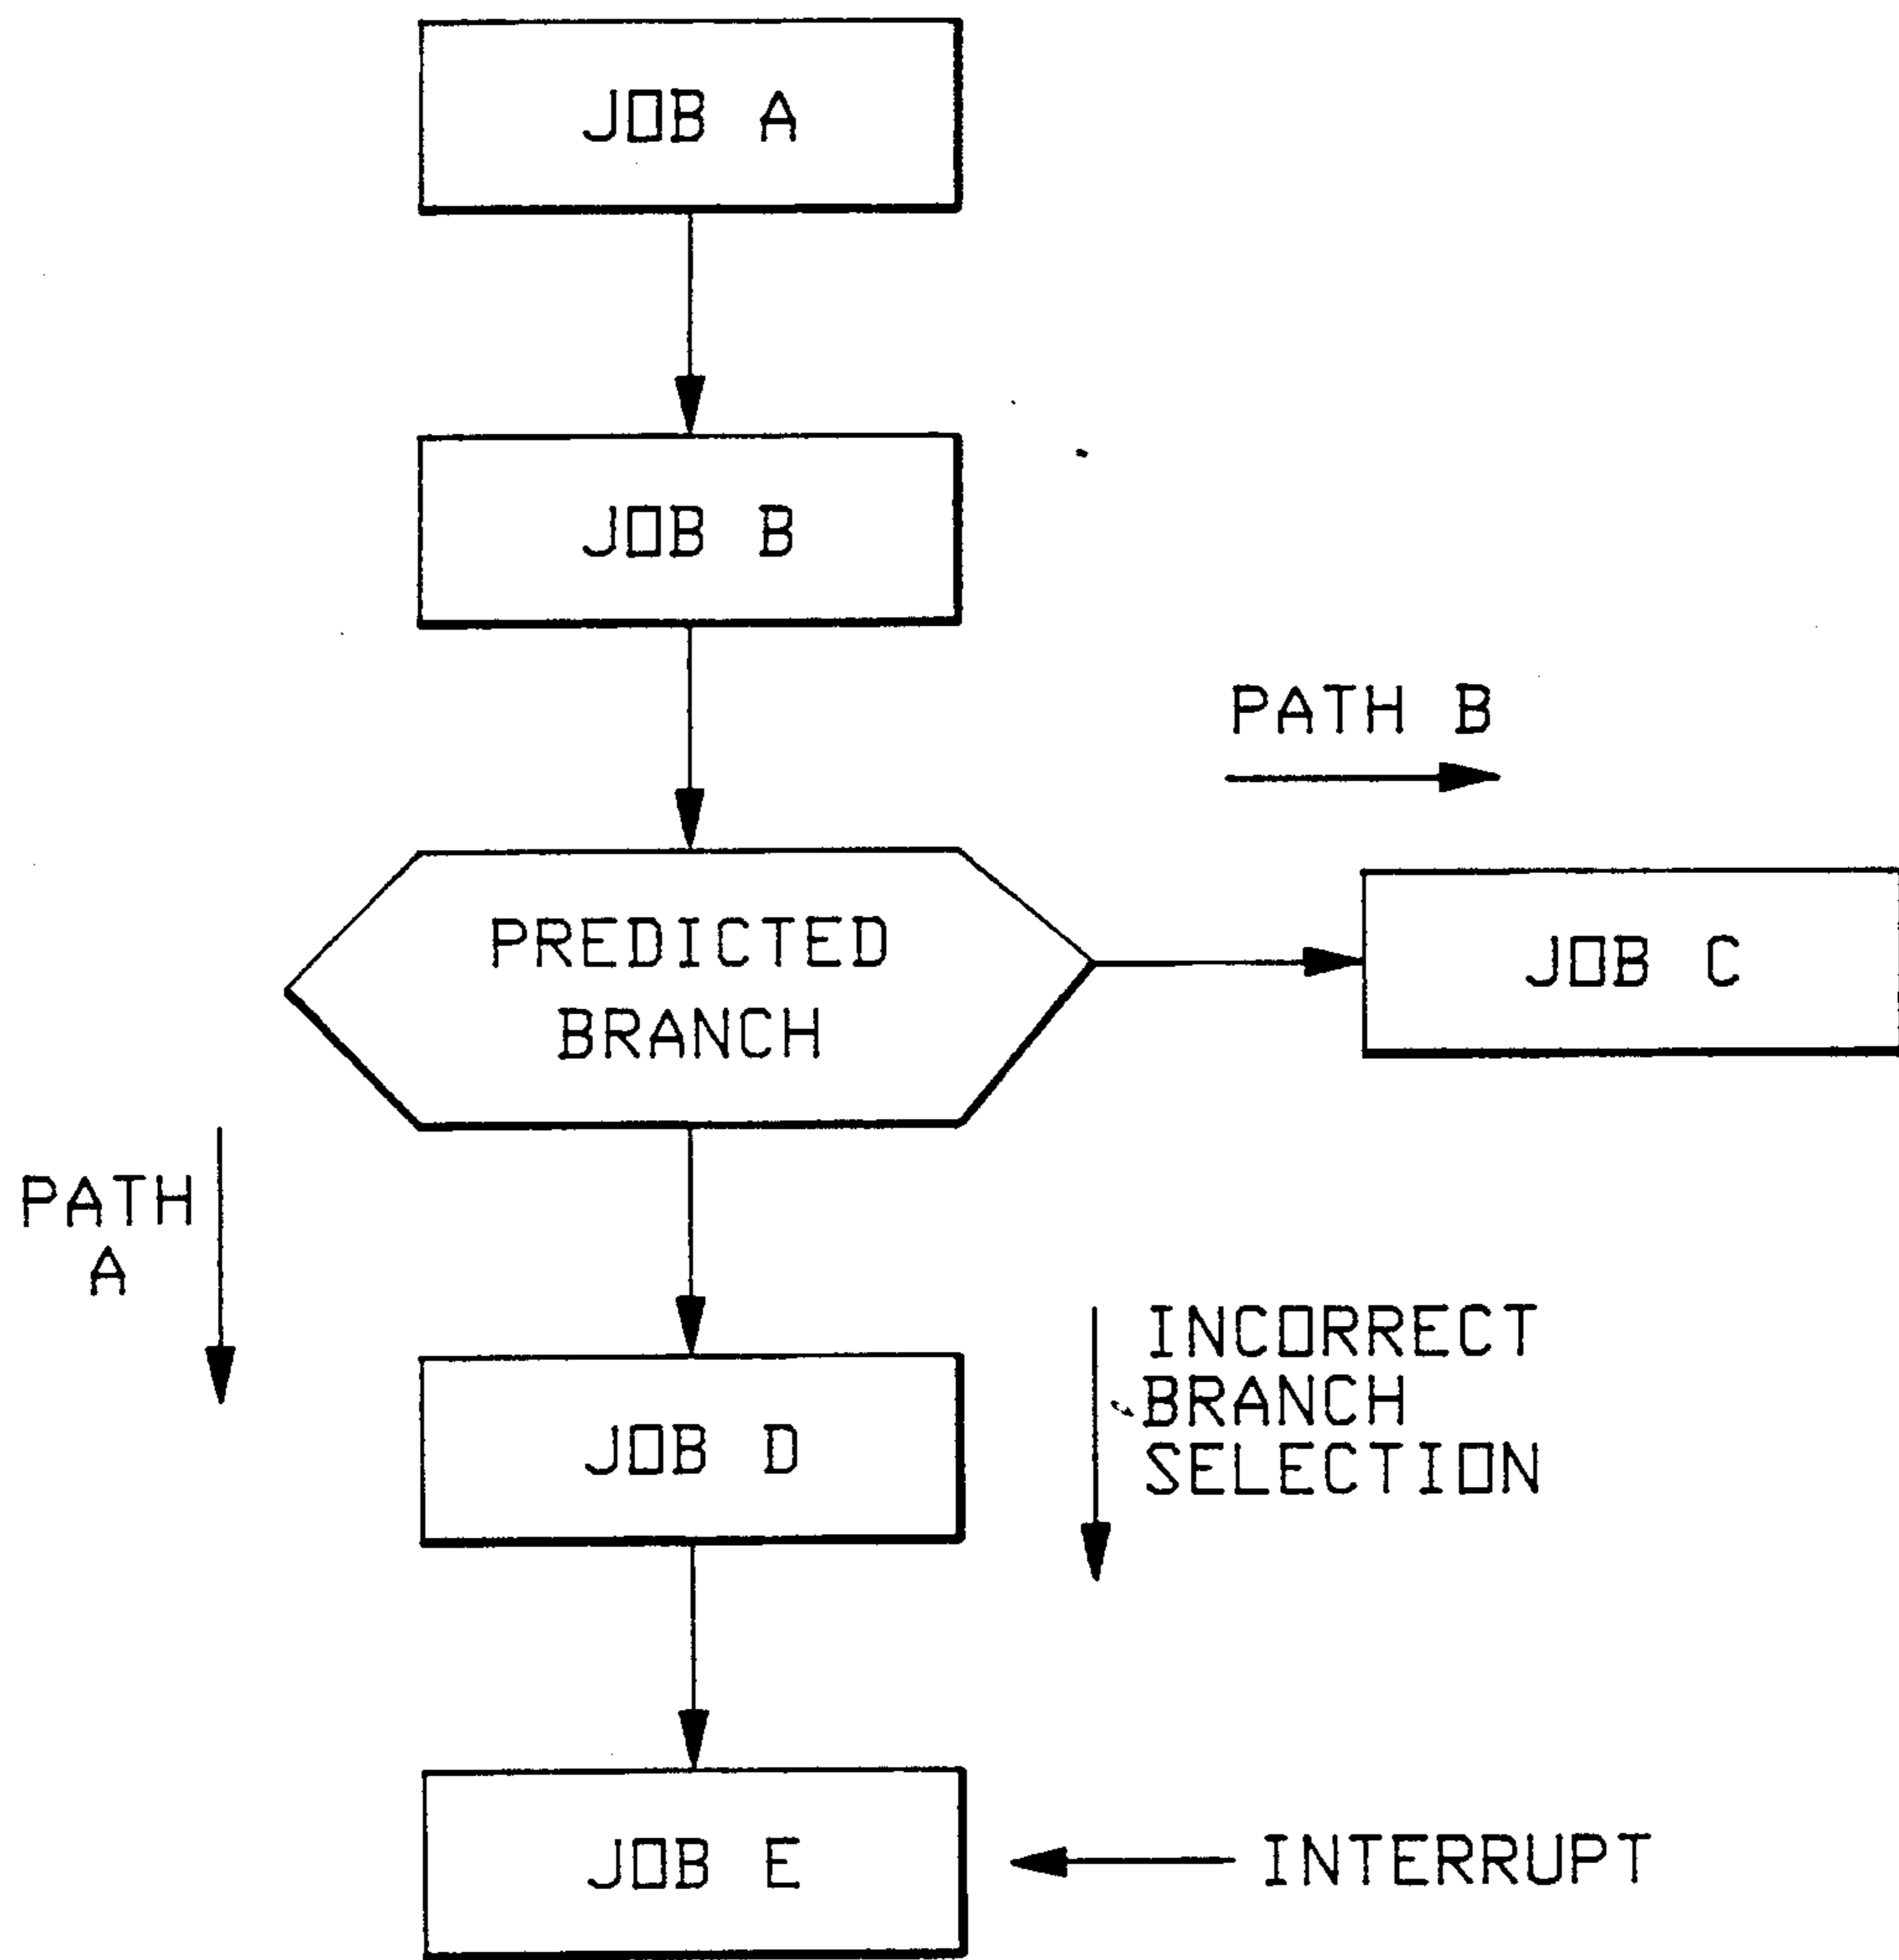 JOB A
JOB B
PATH B
PREDICTED
BRANCH
JOB C
PATH
A
INCORRECT
BRANCH
SELECTION
JOB D
JOB E
INTERRUPT